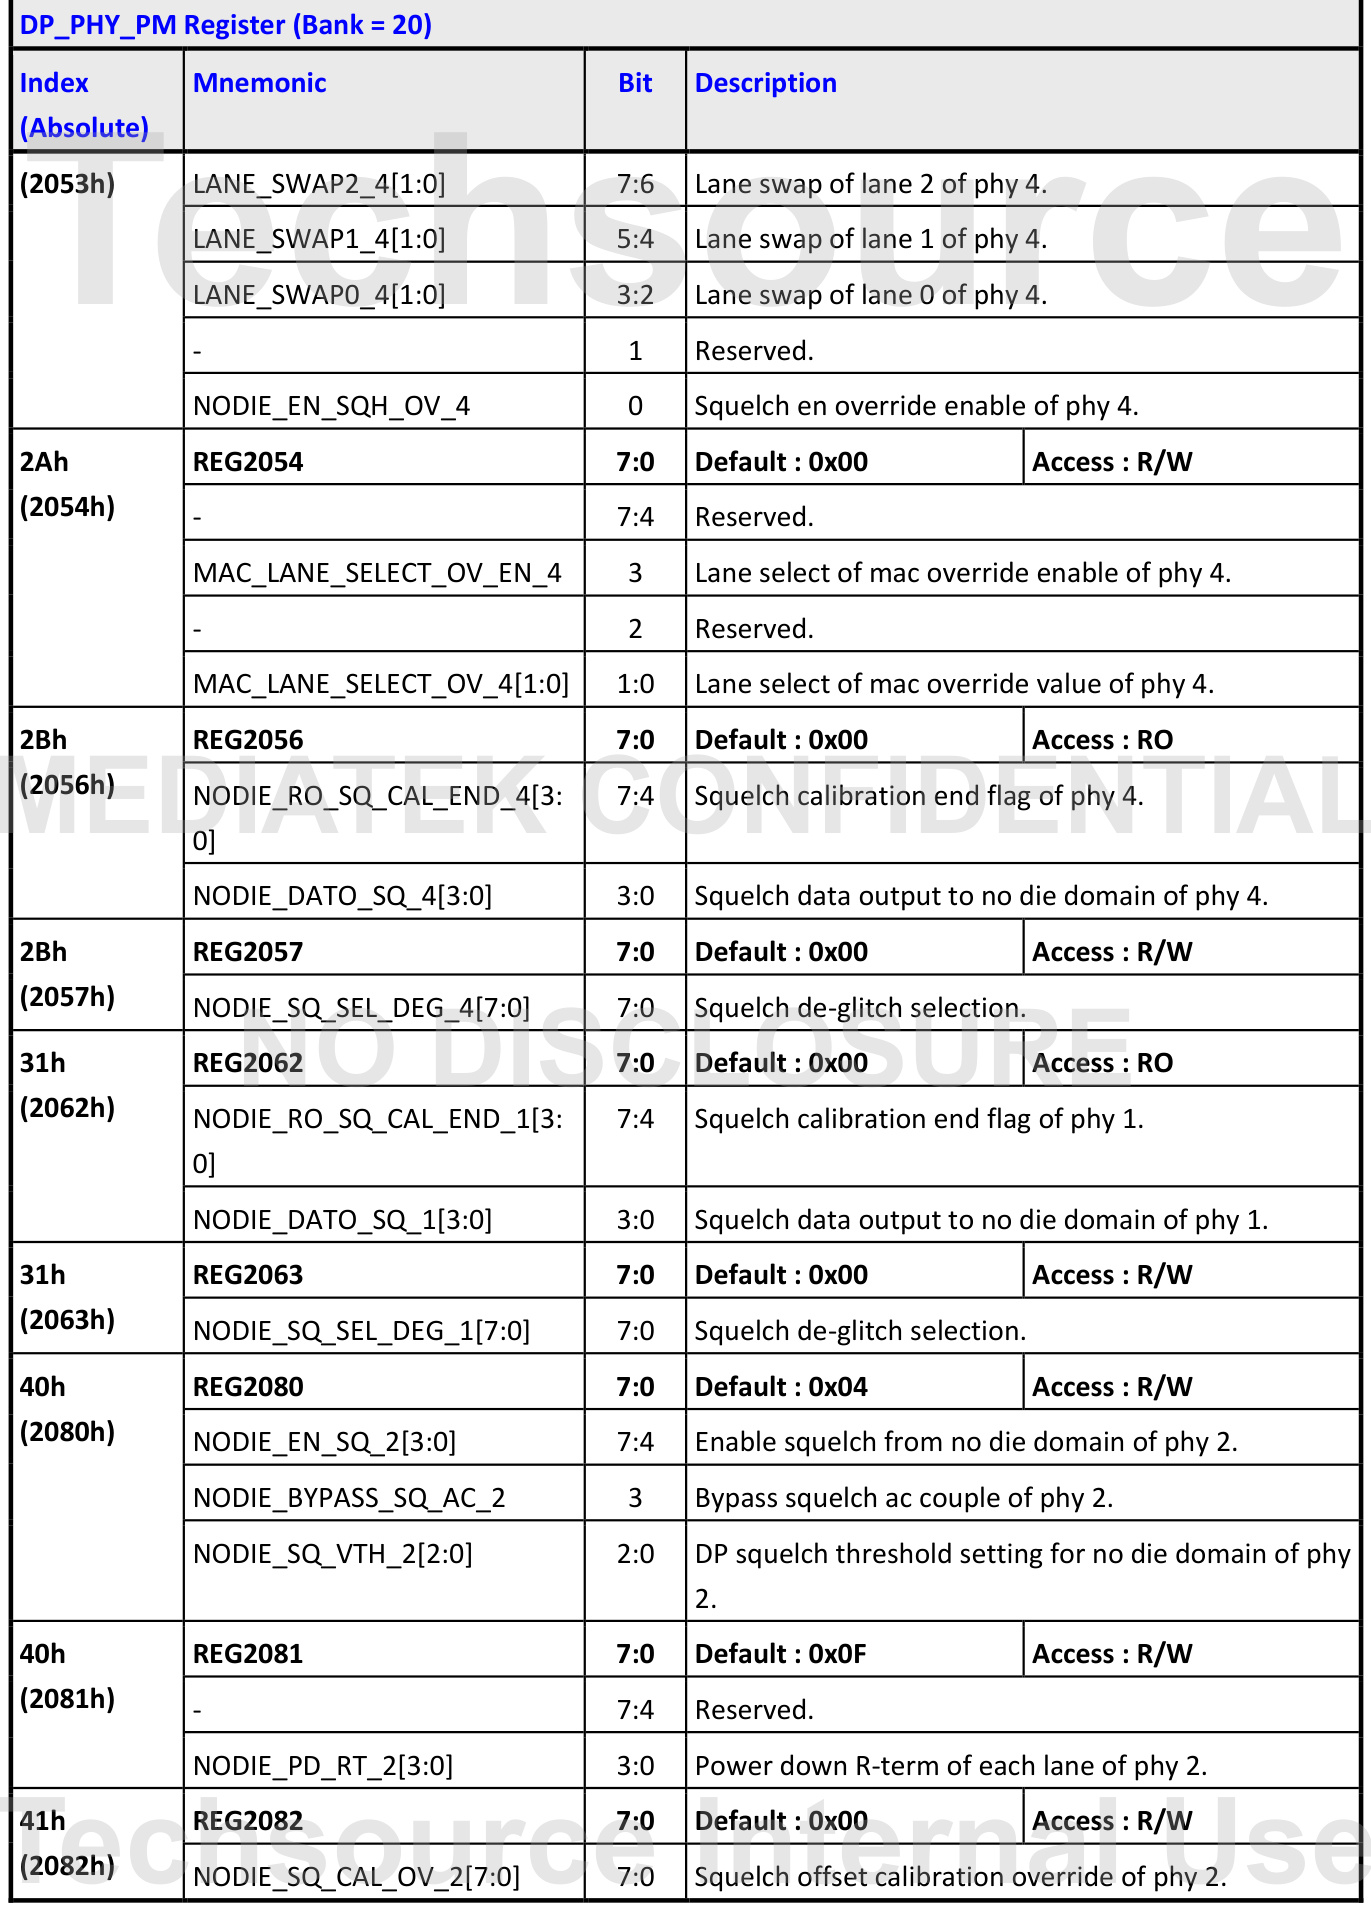 DP_PHY_PM Register (Bank = 20)
Index (Absolute) Mnemonic Bit Description
(2053h) LANE_SWAP2_4[1:0] 7:6 Lane swap of lane 2 of phy 4.
LANE_SWAP1_4[1:0] 5:4 Lane swap of lane 1 of phy 4.
LANE_SWAP0_4[1:0] 3:2 Lane swap of lane 0 of phy 4.
- 1 Reserved.
NODIE_EN_SQH_OV_4 0 Squelch en override enable of phy 4.
2Ah REG2054 7:0 Default : 0x00 Access : R/W
(2054h)
- 7:4 Reserved.
MAC_LANE_SELECT_OV_EN_4 3 Lane select of mac override enable of phy 4.
- 2 Reserved.
MAC_LANE_SELECT_OV_4[1:0] 1:0 Lane select of mac override value of phy 4.
2Bh REG2056 7:0 Default : 0x00 Access : RO
(2056h)
NODIE_RO_SQ_CAL_END_4[3: 7:4 Squelch calibration end flag of phy 4.
0]
NODIE_DATO_SQ_4[3:0] 3:0 Squelch data output to no die domain of phy 4.
2Bh REG2057 7:0 Default : 0x00 Access : R/W
(2057h)
NODIE_SQ_SEL_DEG_4[7:0] 7:0 Squelch de-glitch selection.
31h REG2062 7:0 Default : 0x00 Access : RO
(2062h)
NODIE_RO_SQ_CAL_END_1[3: 7:4 Squelch calibration end flag of phy 1.
0]
NODIE_DATO_SQ_1[3:0] 3:0 Squelch data output to no die domain of phy 1.
31h REG2063 7:0 Default : 0x00 Access : R/W
(2063h)
NODIE_SQ_SEL_DEG_1[7:0] 7:0 Squelch de-glitch selection.
40h REG2080 7:0 Default : 0x04 Access : R/W
(2080h)
NODIE_EN_SQ_2[3:0] 7:4 Enable squelch from no die domain of phy 2.
NODIE_BYPASS_SQ_AC_2 3 Bypass squelch ac couple of phy 2.
NODIE_SQ_VTH_2[2:0] 2:0 DP squelch threshold setting for no die domain of phy
2.
40h REG2081 7:0 Default : 0x0F Access : R/W
(2081h)
- 7:4 Reserved.
NODIE_PD_RT_2[3:0] 3:0 Power down R-term of each lane of phy 2.
41h REG2082 7:0 Default : 0x00 Access : R/W
(2082h)
NODIE_SQ_CAL_OV_2[7:0] 7:0 Squelch offset calibration override of phy 2.
Techsource
MEDIATEK CONFIDENTIAL
NO DISCLOSURE
Techsource Internal Use